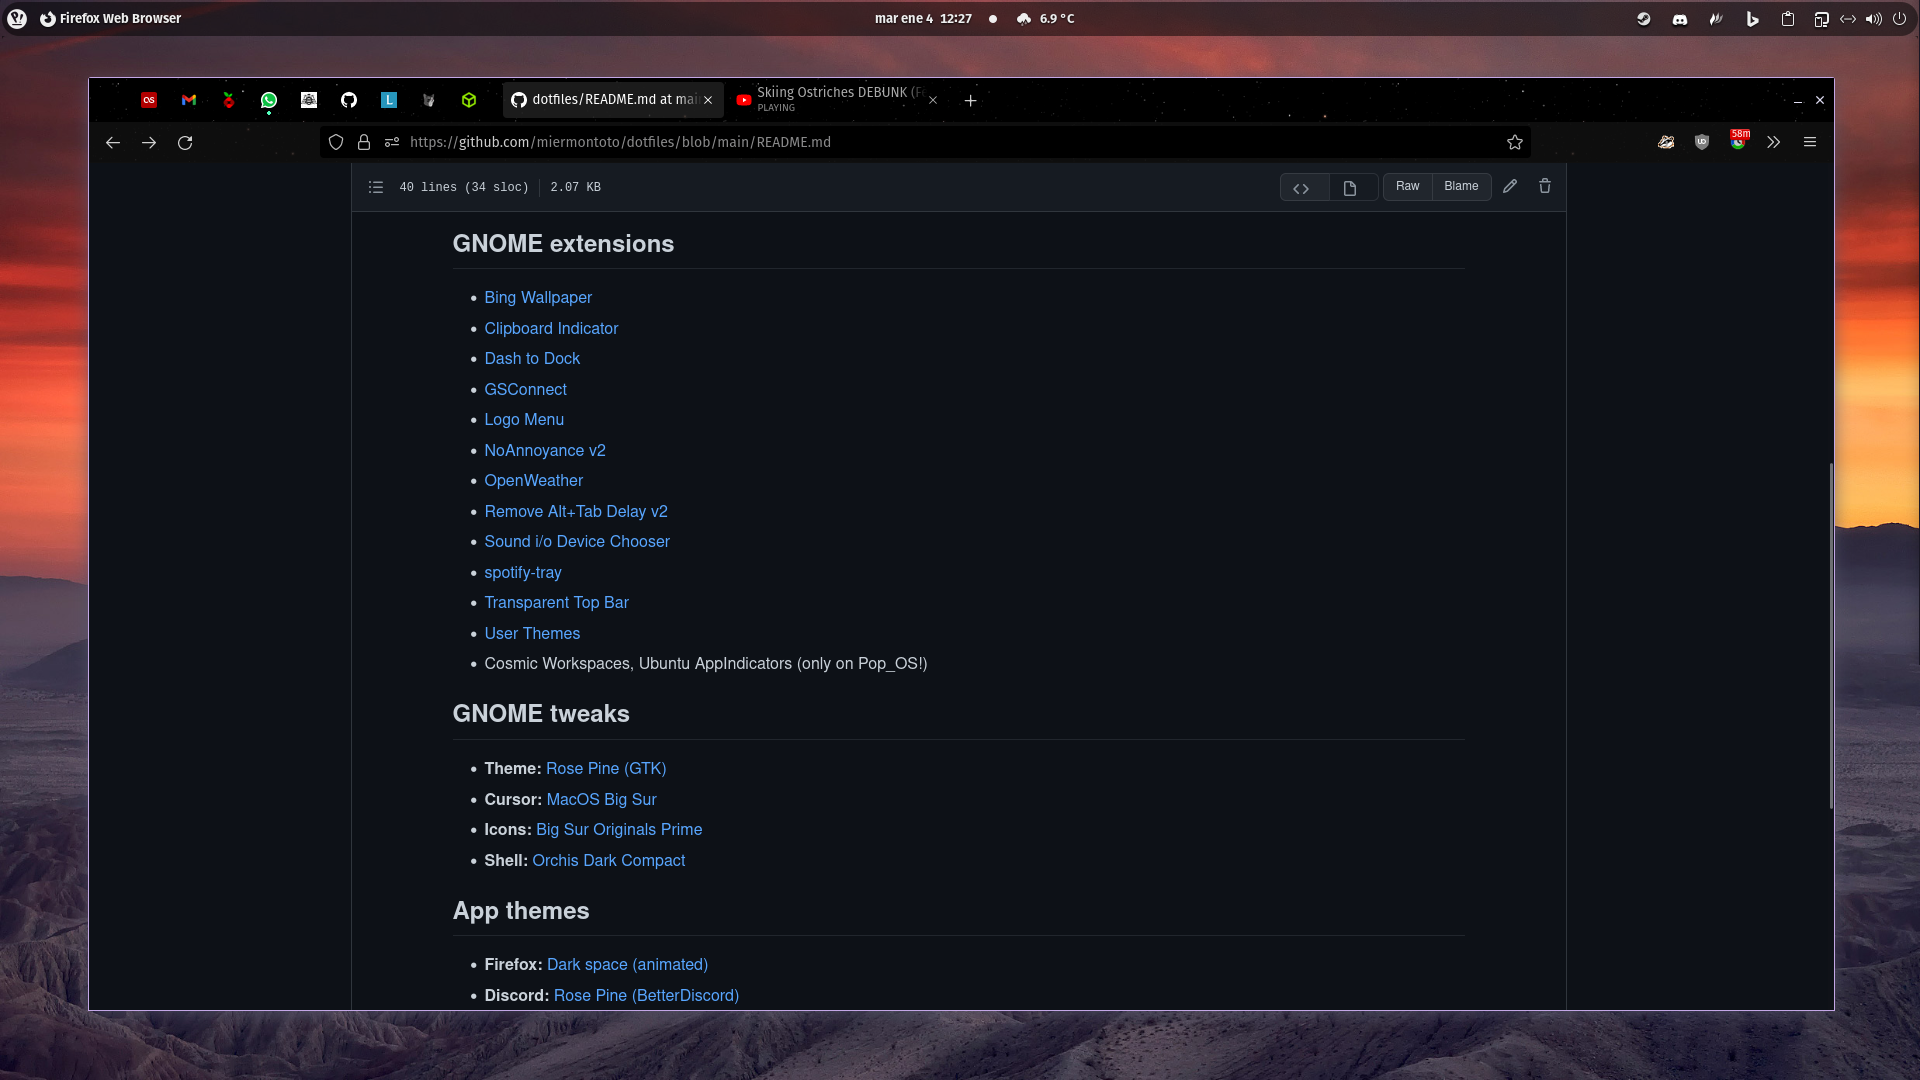 Firefox Web Browser
mar ene 4 12:27
6.9 °C
dotfiles/README.md at mai
Skiing Ostriches DEBUNK (F
PLAYING
https://github.com/miermontoto/dotfiles/blob/main/README.md
58m
40 lines (34 sloc)
2.07 KB
Raw
Blame
GNOME extensions
Bing Wallpaper
Clipboard Indicator
Dash to Dock
GSConnect
Logo Menu
NoAnnoyance v2
OpenWeather
Remove Alt+Tab Delay v2
Sound i/o Device Chooser
spotify-tray
Transparent Top Bar
User Themes
Cosmic Workspaces, Ubuntu AppIndicators (only on Pop_OS!)
GNOME tweaks
Theme: Rose Pine (GTK)
Cursor: MacOS Big Sur
Icons: Big Sur Originals Prime
Shell: Orchis Dark Compact
App themes
Firefox: Dark space (animated)
Discord: Rose Pine (BetterDiscord)